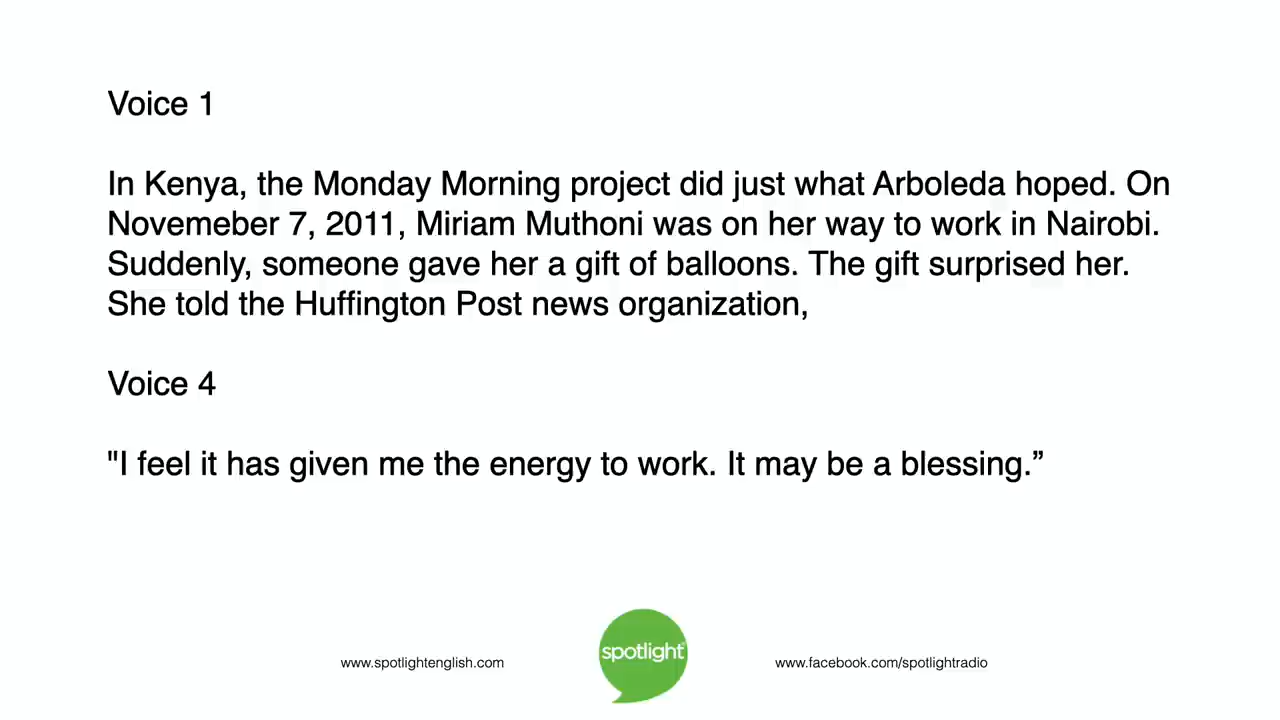 Voice 1
In Kenya, the Monday Morning project did just what Arboleda hoped. On
Novemeber 7, 2011, Miriam Muthoni was on her way to work in Nairobi.
Suddenly, someone gave her a gift of balloons. The gift surprised her.
She told the Huffington Post news organization,
Voice 4
"I feel it has given me the energy to work. It may be a blessing.”
www.spotlightenglish.com
spotlight
www.facebook.com/spotlightradio